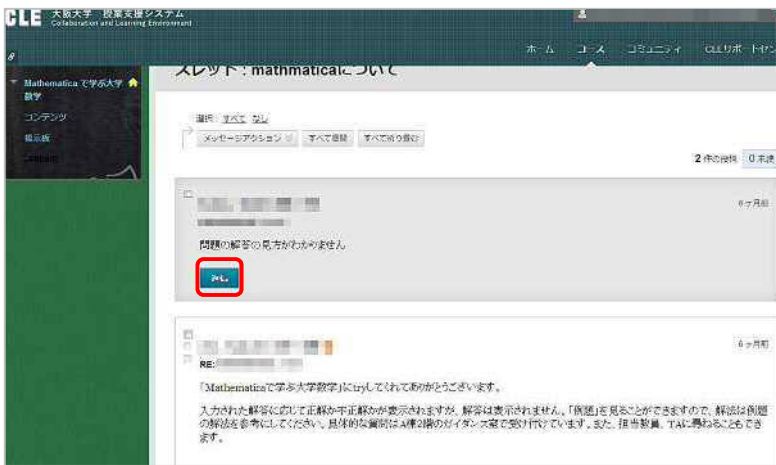 CLE 大阪大学 授業支援システム
Collaboration and Learning Environment
ホーム コース コミュニティ CLEサポートセン
スレッド : mathmaticaについて
Mathematica で学ぶ大学
数学
コンテンツ
掲示板
選択: すべて なし
メッセージアクション すべて展開 すべて折り畳む
2 件の投稿 0 未読
6 ヶ月前
問題の解答の見方がわかりません
返信
6 ヶ月前
RE:
「Mathematicaで学ぶ大学数学」にtryしてくれてありがとうございます。
入力された解答に応じて正解か不正解かが表示されますが、解答は表示されません。「例題」を見ることができますので、解法は例題
の解法を参考にしてください。具体的な質問はA棟2階のガイダンス室で受け付けています。また、担当教員、TAに尋ねることもでき
ます。